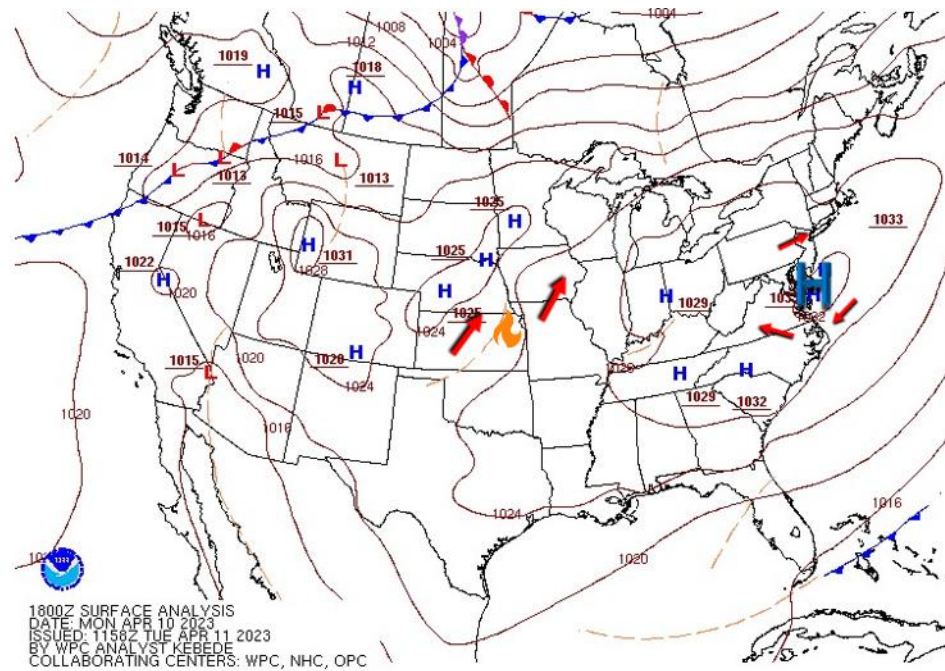 1008
1004
1019
H
1012
1004
1018
H
1015
L
1014
L
L
1013
1016
L
1013
1025
H
1033
1015
L
1016
H
1031
1028
1025
H
H
1022
H
1020
H
1024
1025
H
1029
H
H
1032
1020
1015
L
1020
1028
H
1024
1028
H
1029
H
1032
1016
1020
1024
1020
1016
1800Z SURFACE ANALYSIS
DATE: MON APR 10 2023
ISSUED: 1158Z TUE APR 11 2023
BY WPC ANALYST KEBEDE
COLLABORATING CENTERS: WPC, NHC, OPC